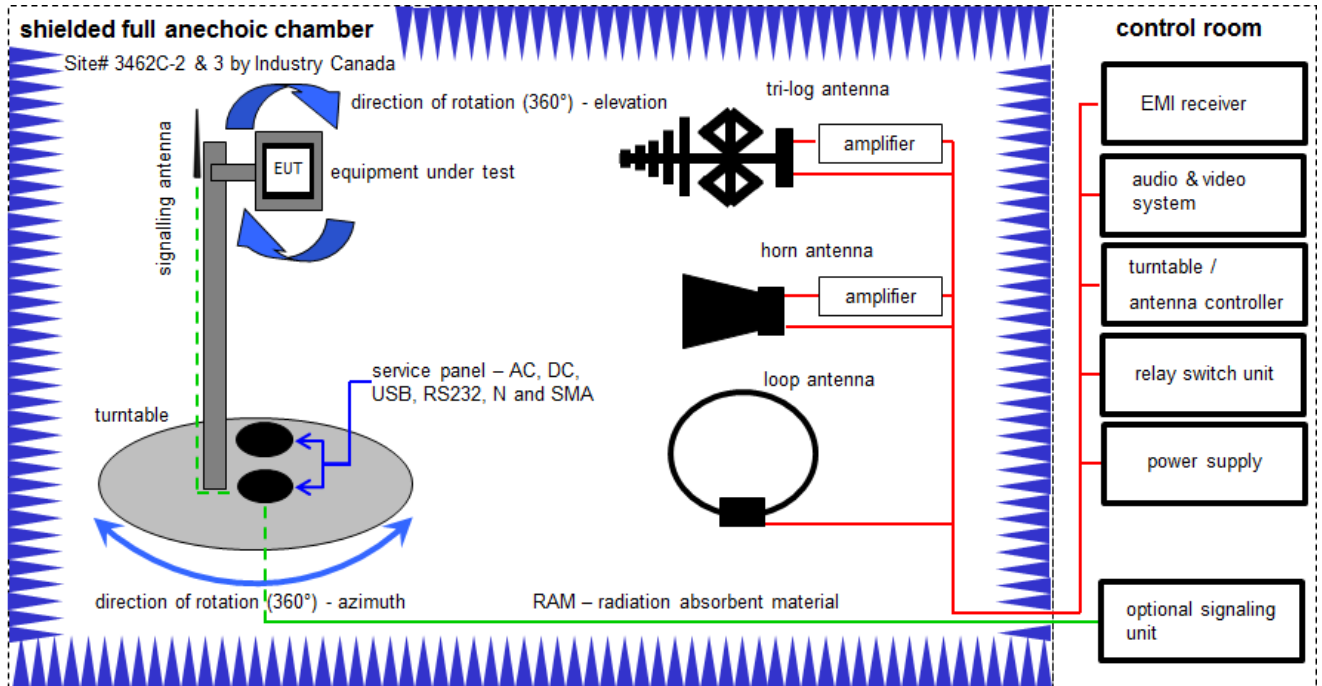 shielded full anechoic chamber
Site# 3462C-2 & 3 by Industry Canada
direction of rotation (360°) - elevation
signalling antenna
EUT
equipment under test
tri-log antenna
amplifier
horn antenna
amplifier
loop antenna
service panel – AC, DC,
USB, RS232, N and SMA
turntable
direction of rotation (360°) - azimuth
RAM – radiation absorbent material
control room
EMI receiver
audio & video
system
turntable /
antenna controller
relay switch unit
power supply
optional signaling
unit